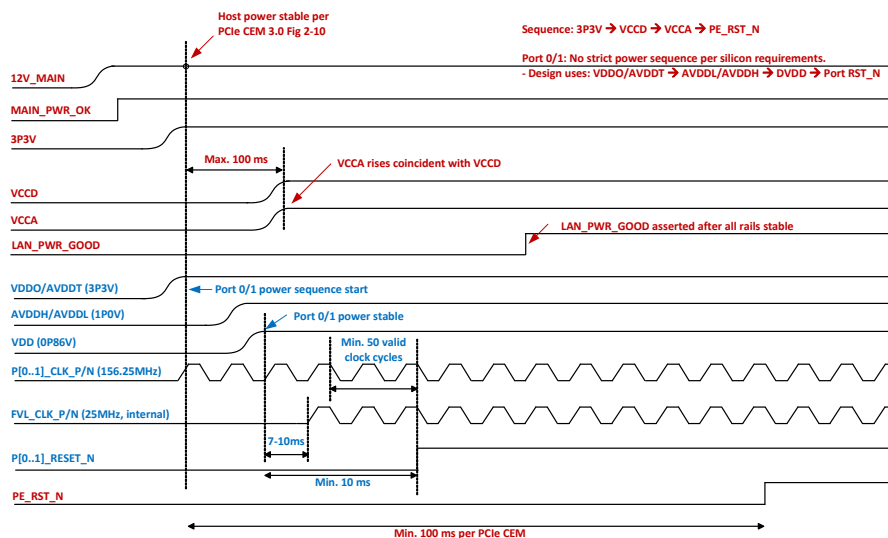 Host power stable per
PCIe CEM 3.0 Fig 2-10
Sequence: 3P3V → VCCD → VCCA → PE_RST_N
Port 0/1: No strict power sequence per silicon requirements.
- Design uses: VDDO/AVDDT → AVDDL/AVDDH → DVDD → Port RST_N
12V_MAIN
MAIN_PWR_OK
3P3V
Max. 100 ms
VCCA rises coincident with VCCD
VCCD
VCCA
LAN_PWR_GOOD
LAN_PWR_GOOD asserted after all rails stable
VDDO/AVDDT (3P3V)
Port 0/1 power sequence start
AVDDH/AVDDL (1P0V)
Port 0/1 power stable
VDD (0P86V)
Min. 50 valid
clock cycles
P[0..1]_CLK_P/N (156.25MHz)
FVL_CLK_P/N (25MHz, internal)
7-10ms
P[0..1]_RESET_N
Min. 10 ms
PE_RST_N
Min. 100 ms per PCIe CEM